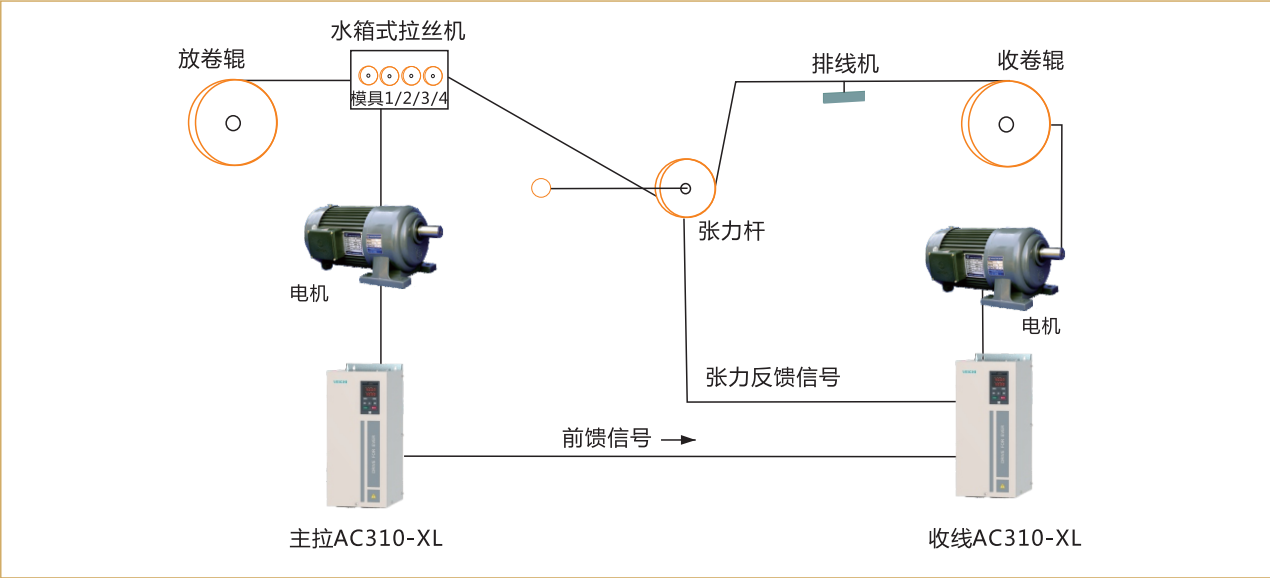 水箱式拉丝机
放卷辊
模具1/2/3/4
排线机
收卷辊
张力杆
电机
电机
张力反馈信号
前馈信号
主拉AC310-XL
收线AC310-XL